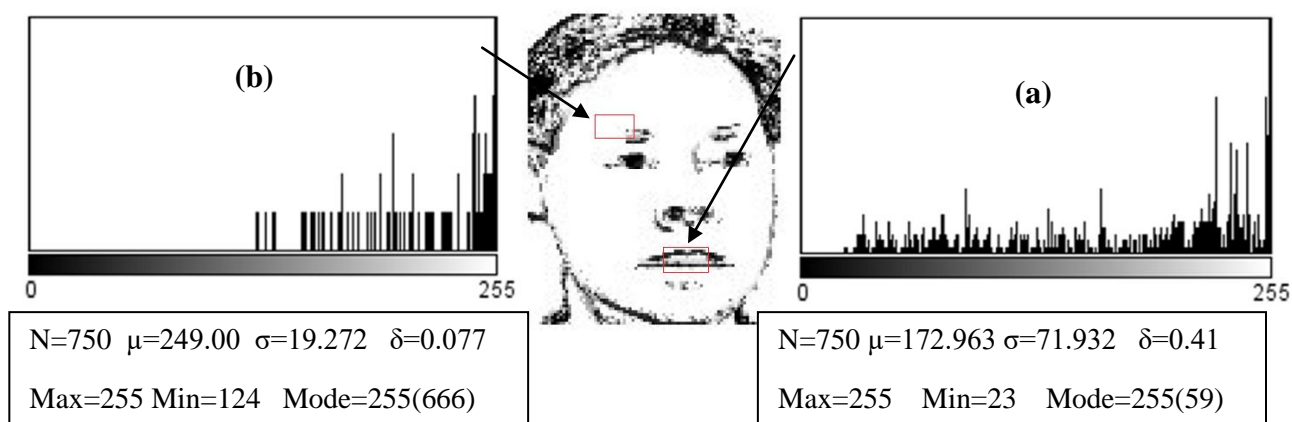 (b)
0 255
N=750 μ=249.00 σ=19.272 δ=0.077
Max=255 Min=124 Mode=255(666)
(a)
0 255
N=750 μ=172.963 σ=71.932 δ=0.41
Max=255 Min=23 Mode=255(59)